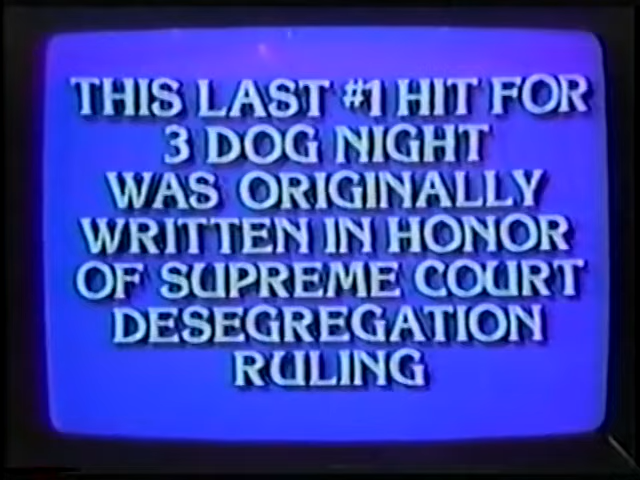 THIS LAST #1 HIT FOR
3 DOG NIGHT
WAS ORIGINALLY
WRITTEN IN HONOR
OF SUPREME COURT
DESEGREGATION
RULING